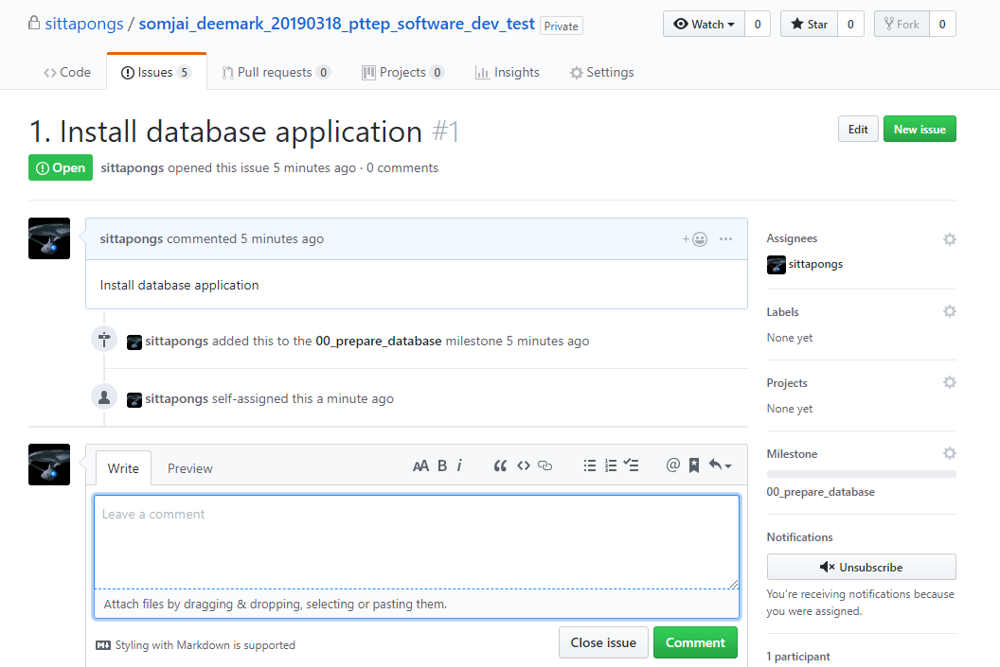 sittapongs / somjai_deemark_20190318_pttep_software_dev_test Private
Watch 0 Star 0 Fork 0
Code Issues 5 Pull requests 0 Projects 0 Insights Settings
1. Install database application #1
Edit New issue
Open sittapongs opened this issue 5 minutes ago · 0 comments
sittapongs commented 5 minutes ago
Install database application
sittapongs added this to the 00_prepare_database milestone 5 minutes ago
sittapongs self-assigned this a minute ago
Write Preview
AA B i
Leave a comment
Attach files by dragging & dropping, selecting or pasting them.
Styling with Markdown is supported
Close issue Comment
Assignees
sittapongs
Labels
None yet
Projects
None yet
Milestone
00_prepare_database
Notifications
Unsubscribe
You're receiving notifications because
you were assigned.
1 participant